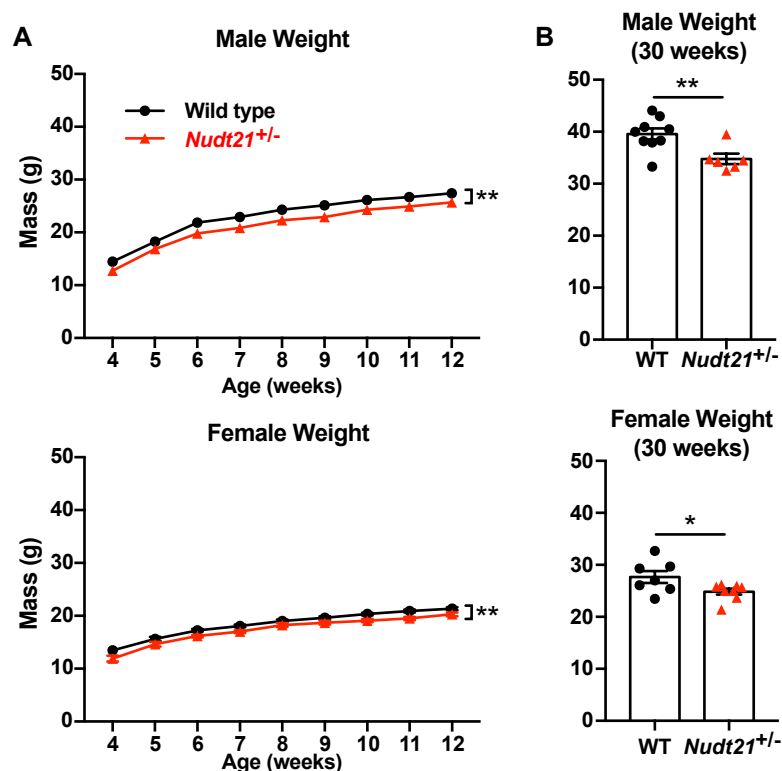 A
Male Weight
50
40
30
20
10
0
Mass (g)
Wild type
Nudt21+/-
**
4 5 6 7 8 9 10 11 12
Age (weeks)
B
Male Weight
(30 weeks)
50
40
30
20
10
0
**
WT Nudt21+/-
Female Weight
50
40
30
20
10
0
Mass (g)
**
4 5 6 7 8 9 10 11 12
Age (weeks)
Female Weight
(30 weeks)
50
40
30
20
10
0
*
WT Nudt21+/-